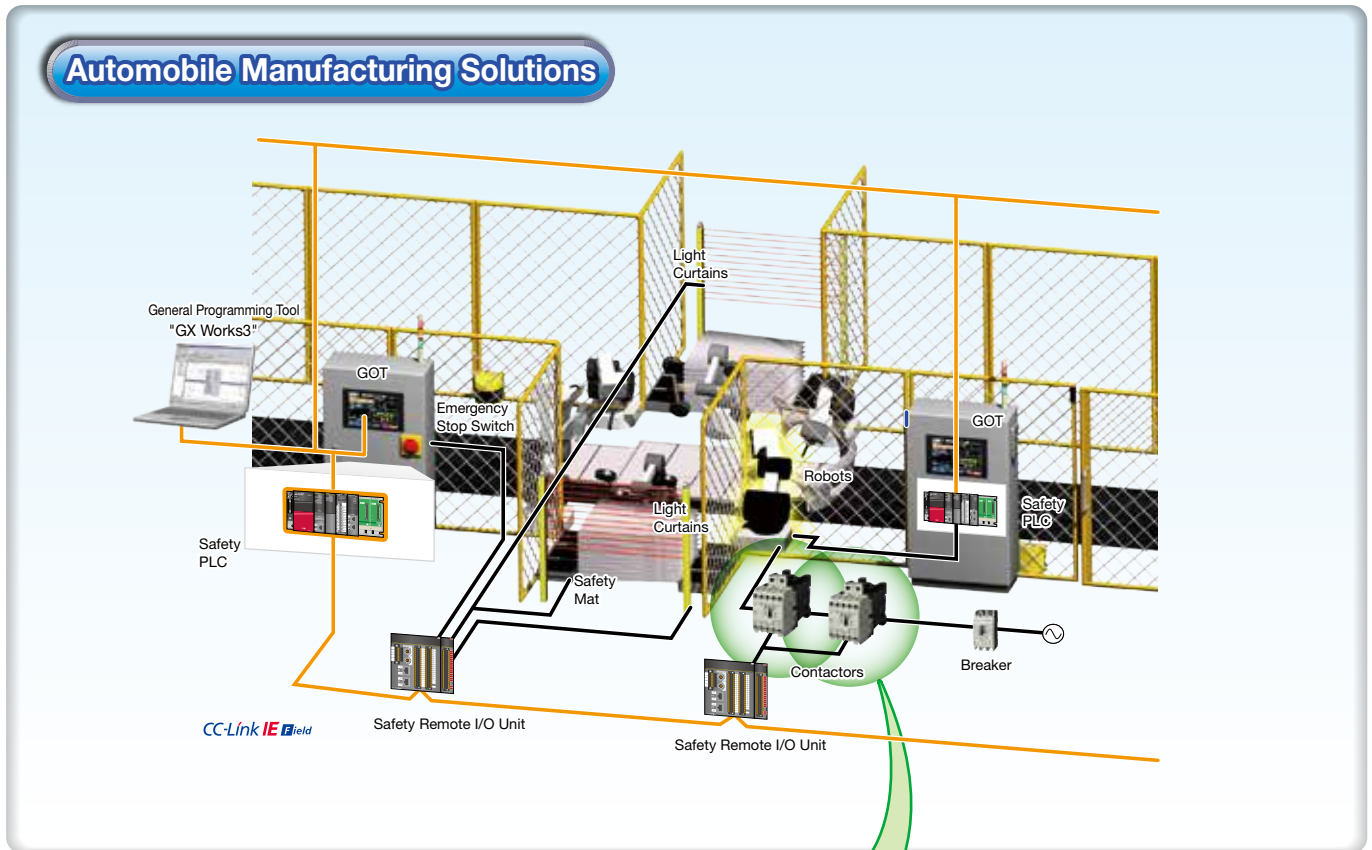 Automobile Manufacturing Solutions
Light
Curtains
General Programming Tool
"GX Works3"
GOT
Emergency
Stop Switch
GOT
Robots
Light
Curtains
Safety
PLC
Safety
PLC
Safety
Mat
Contactors
Breaker
CC-Link IE Field
Safety Remote I/O Unit
Safety Remote I/O Unit